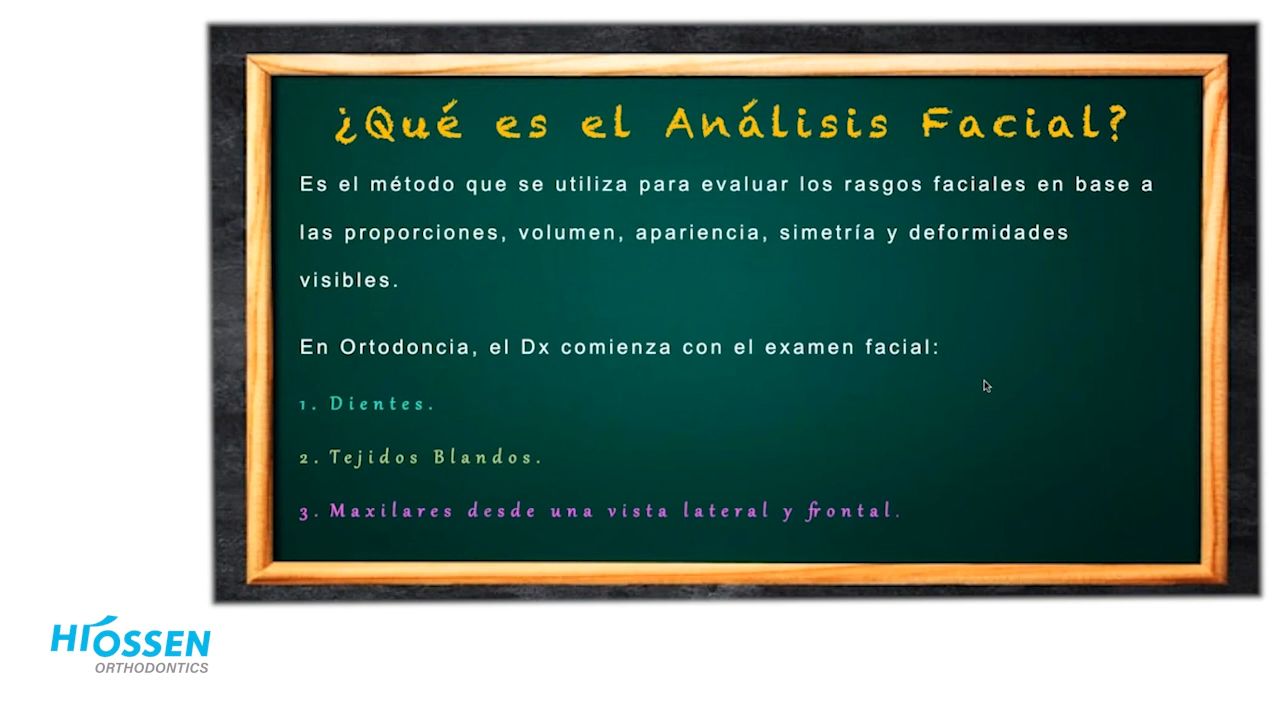 ¿Qué es el Análisis Facial?
Es el método que se utiliza para evaluar los rasgos faciales en base a
las proporciones, volumen, apariencia, simetría y deformidades
visibles.
En Ortodoncia, el Dx comienza con el examen facial:
1. Dientes.
2. Tejidos Blandos.
3. Maxilares desde una vista lateral y frontal.
HIOSSEN
ORTHODONTICS